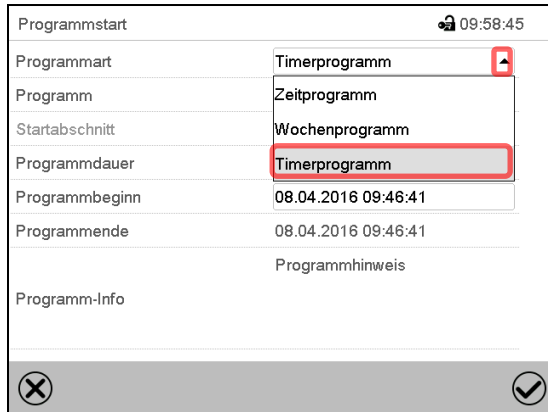 Programmstart 09:58:45
Programmart Timerprogramm
Programm Zeitprogramm
Startabschnitt Wochenprogramm
Programmdauer Timerprogramm
Programmbeginn 08.04.2016 09:46:41
Programmende 08.04.2016 09:46:41
Programmhinweis
Programm-Info